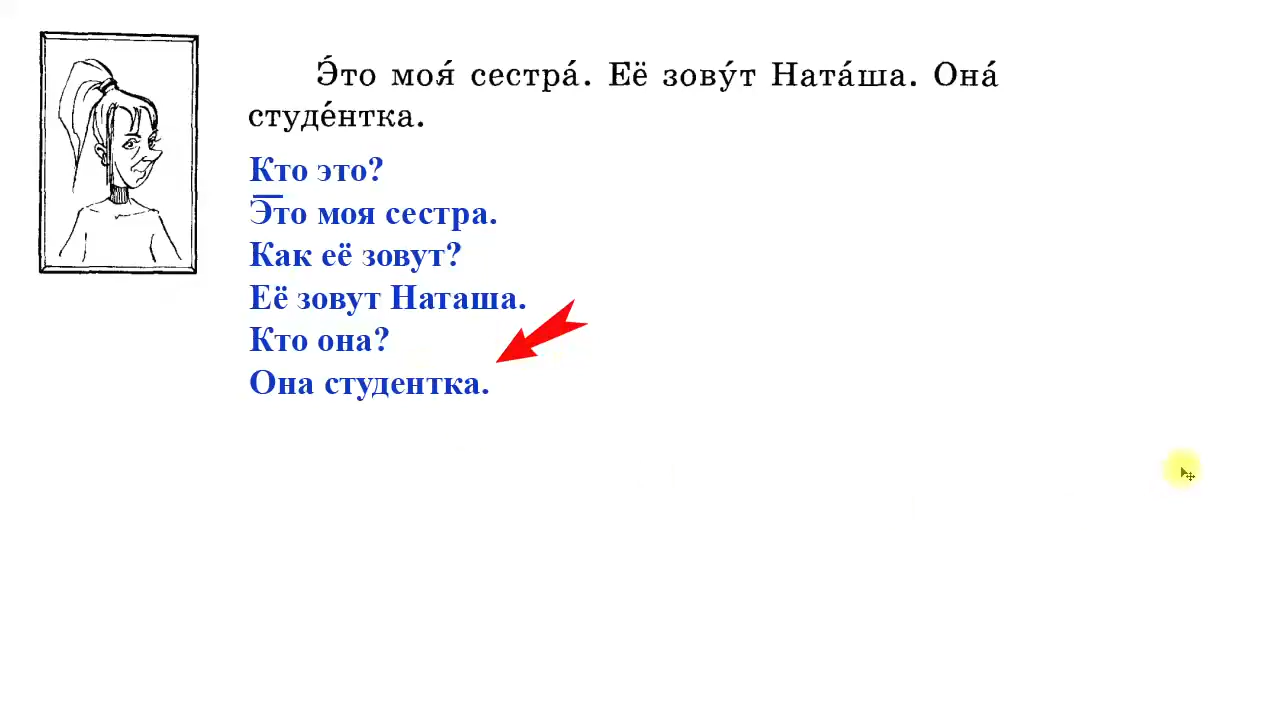 Э́то моя́ сестра́. Её зову́т Ната́ша. Она́
студе́нтка.
Кто это?
Это моя сестра.
Как её зовут?
Её зовут Наташа.
Кто она?
Она студентка.